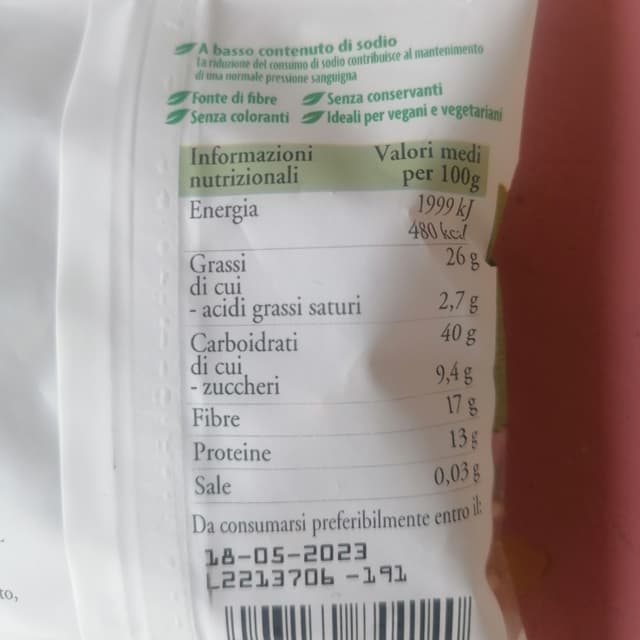 A basso contenuto di sodio
La riduzione del consumo di sodio contribuisce al mantenimento
di una normale pressione sanguigna
Fonte di fibre Senza conservanti
Senza coloranti Ideali per vegani e vegetariani
Informazioni Valori medi
nutrizionali per 100g
Energia 1999 kJ
480 kcal
Grassi 26 g
di cui
- acidi grassi saturi 2,7 g
Carboidrati 40 g
di cui
- zuccheri 9,4 g
Fibre 17 g
Proteine 13 g
Sale 0,03 g
Da consumarsi preferibilmente entro il:
18-05-2023
L2213706 -191